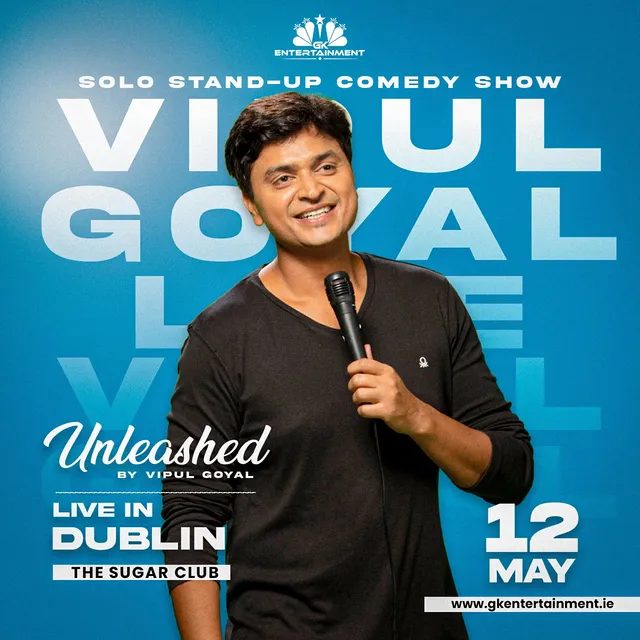 GK
ENTERTAINMENT
SOLO STAND-UP COMEDY SHOW
VIPUL
GOYAL
Unleashed
BY VIPUL GOYAL
LIVE IN
DUBLIN
THE SUGAR CLUB
12
MAY
www.gkentertainment.ie